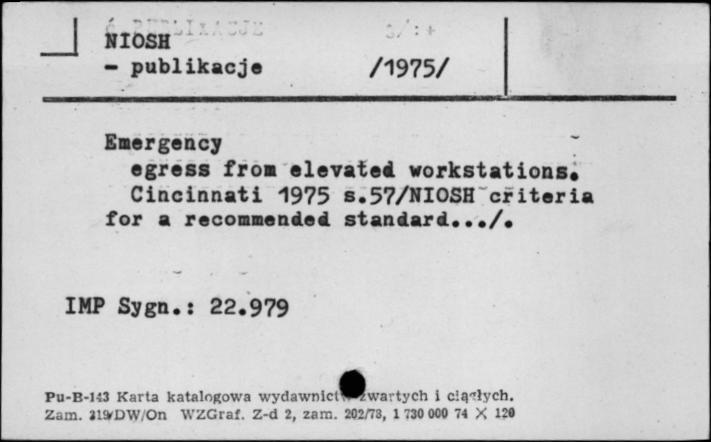 NIOSH
- publikacje /1975/
Emergency
egress from elevated workstations.
Cincinnati 1975 s.57/NIOSH criteria
for a recommended standard.../.
IMP Sygn.: 22.979
Pu-B-143 Karta katalogowa wydawnictw zwartych i ciągłych.
Zam. 319/DW/On WZGraf. Z-d 2, zam. 202/78, 1 730 000 74 X 120